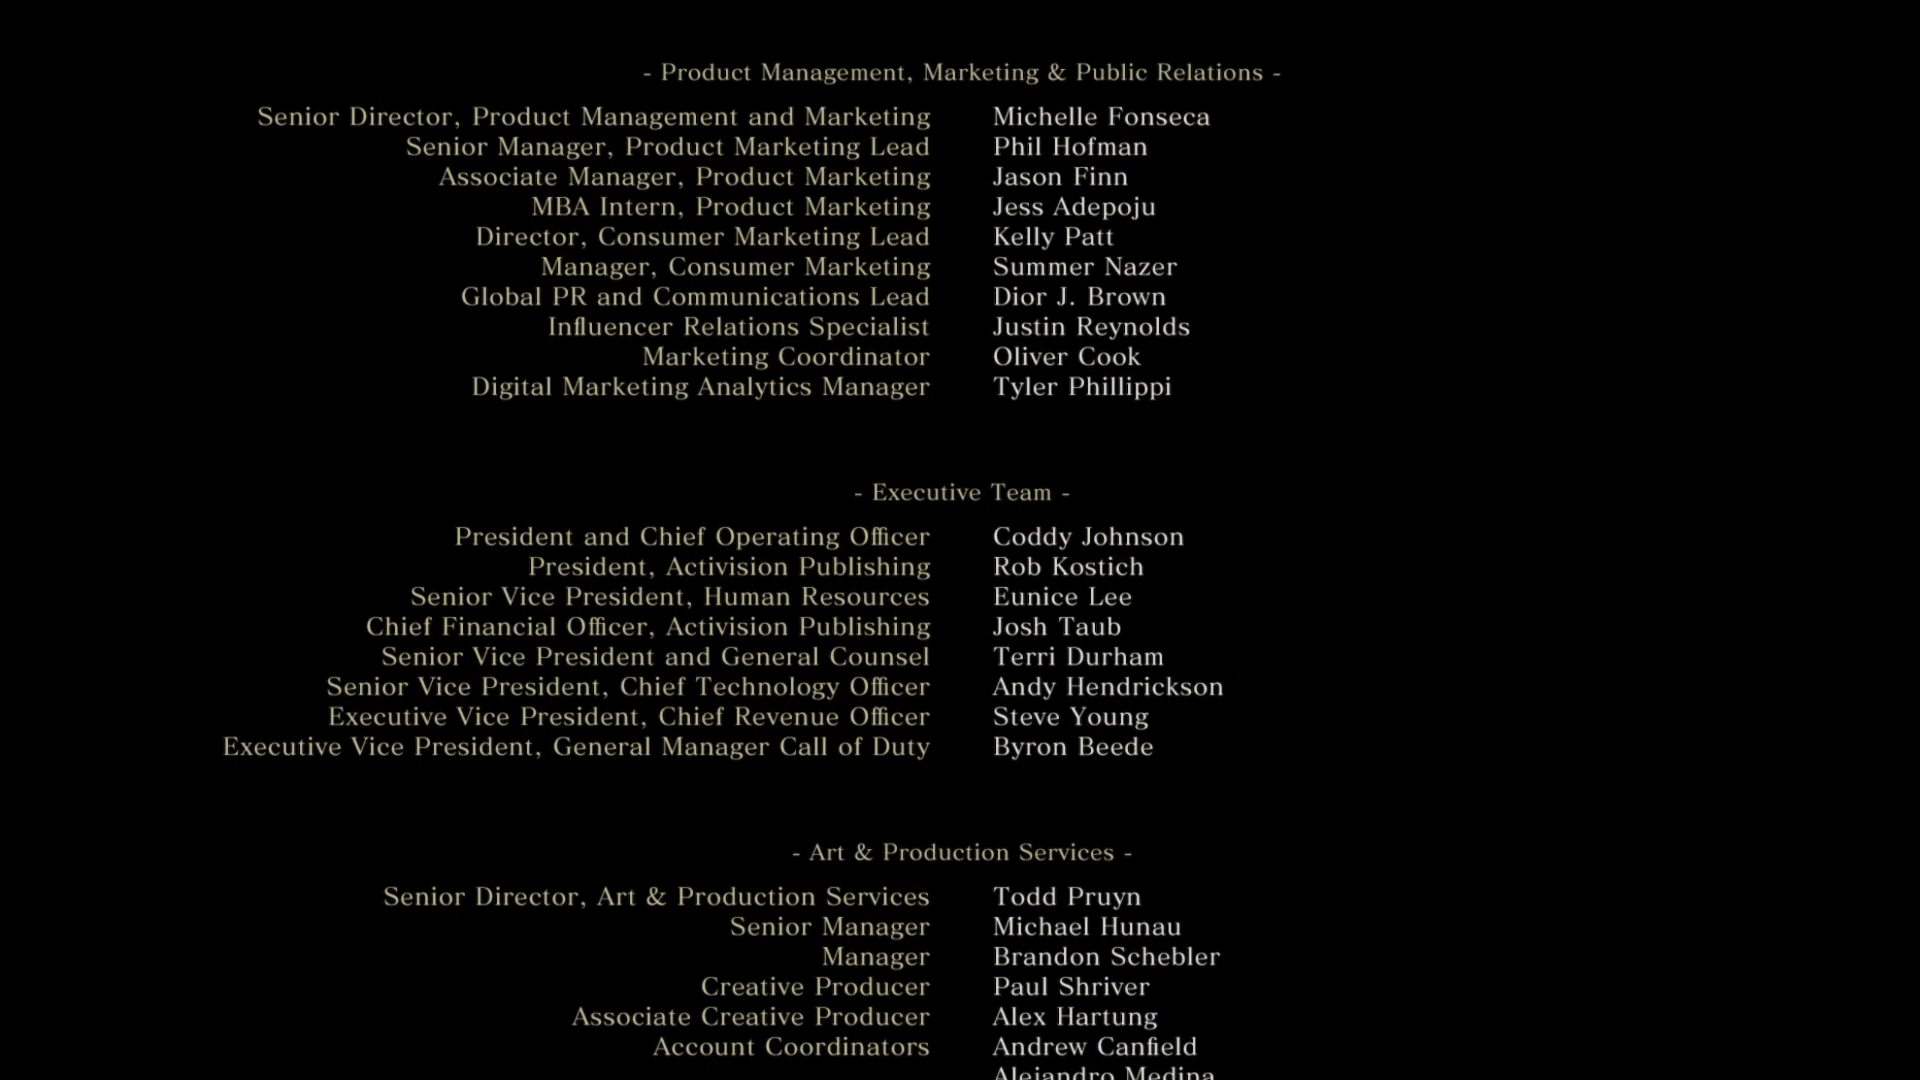 - Product Management, Marketing & Public Relations -
Senior Director, Product Management and Marketing Michelle Fonseca
Senior Manager, Product Marketing Lead Phil Hofman
Associate Manager, Product Marketing Jason Finn
MBA Intern, Product Marketing Jess Adepoju
Director, Consumer Marketing Lead Kelly Patt
Manager, Consumer Marketing Summer Nazer
Global PR and Communications Lead Dior J. Brown
Influencer Relations Specialist Justin Reynolds
Marketing Coordinator Oliver Cook
Digital Marketing Analytics Manager Tyler Phillippi
- Executive Team -
President and Chief Operating Officer Coddy Johnson
President, Activision Publishing Rob Kostich
Senior Vice President, Human Resources Eunice Lee
Chief Financial Officer, Activision Publishing Josh Taub
Senior Vice President and General Counsel Terri Durham
Senior Vice President, Chief Technology Officer Andy Hendrickson
Executive Vice President, Chief Revenue Officer Steve Young
Executive Vice President, General Manager Call of Duty Byron Beede
- Art & Production Services -
Senior Director, Art & Production Services Todd Pruyn
Senior Manager Michael Hunau
Manager Brandon Schebler
Creative Producer Paul Shriver
Associate Creative Producer Alex Hartung
Account Coordinators Andrew Canfield
Alejandro Medina